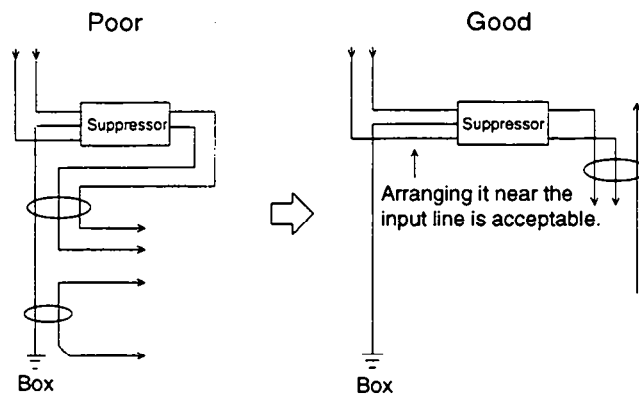 Poor
Good
Suppressor
Suppressor
Arranging it near the
input line is acceptable.
Box
Box